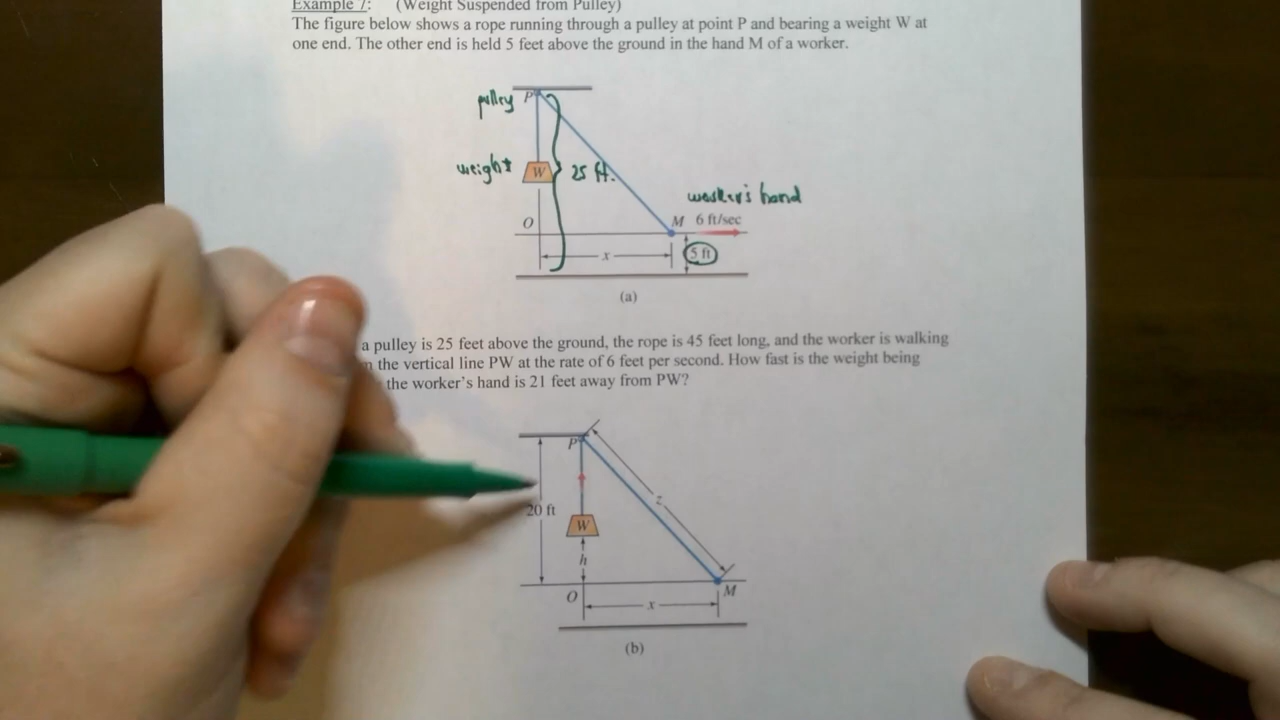 Example 7: (Weight Suspended from Pulley)
The figure below shows a rope running through a pulley at point P and bearing a weight W at
one end. The other end is held 5 feet above the ground in the hand M of a worker.
pulley P
weight W 25 ft.
worker's hand
O M 6 ft/sec
x 5 ft
(a)
a pulley is 25 feet above the ground, the rope is 45 feet long, and the worker is walking
the vertical line PW at the rate of 6 feet per second. How fast is the weight being
the worker's hand is 21 feet away from PW?
P
z
20 ft W
h
O M
x
(b)